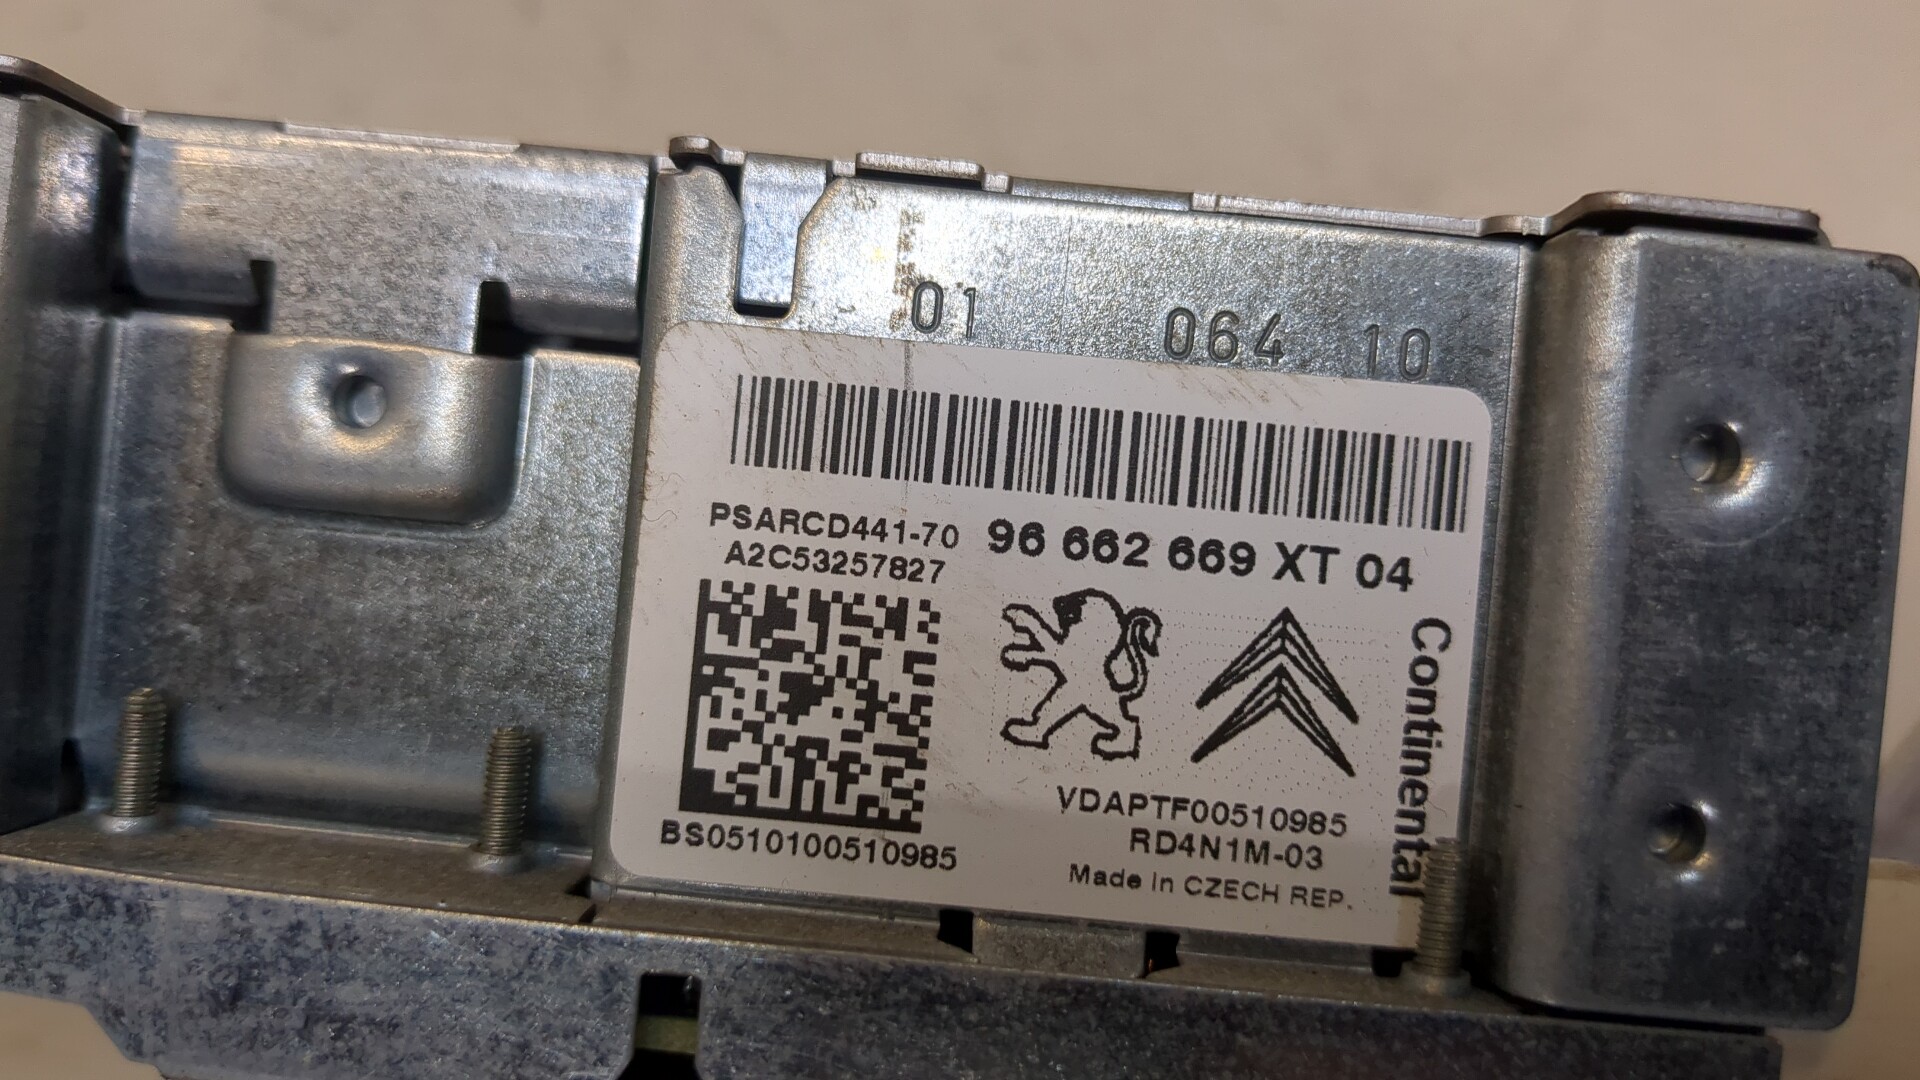 01 064 10
PSARCD441-70 96 662 669 XT 04
A2C53257827
Continental
BS0510100510985
VDAPTF00510985
RD4N1M-03
Made in CZECH REP.